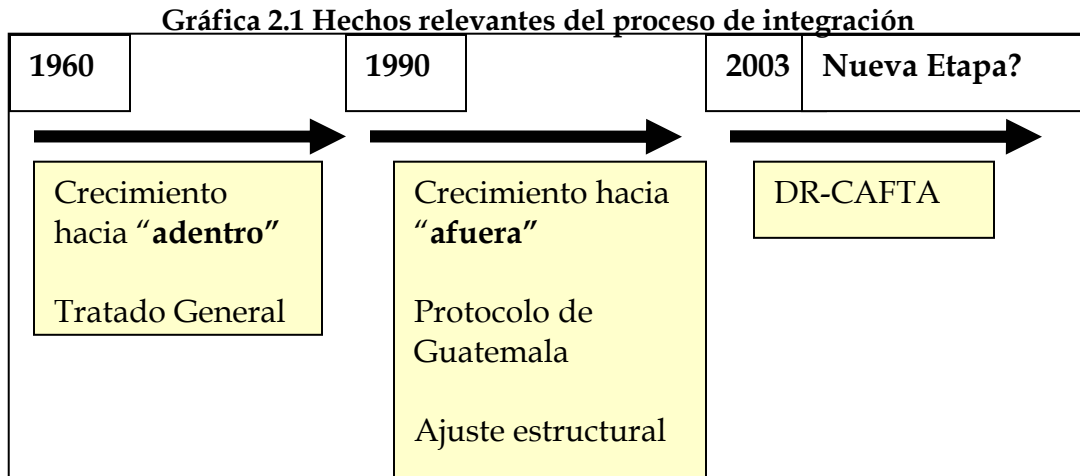 Gráfica 2.1 Hechos relevantes del proceso de integración
1960
1990
2003
Nueva Etapa?
Crecimiento
hacia “adentro”
Tratado General
Crecimiento hacia
“afuera”
Protocolo de
Guatemala
Ajuste estructural
DR-CAFTA